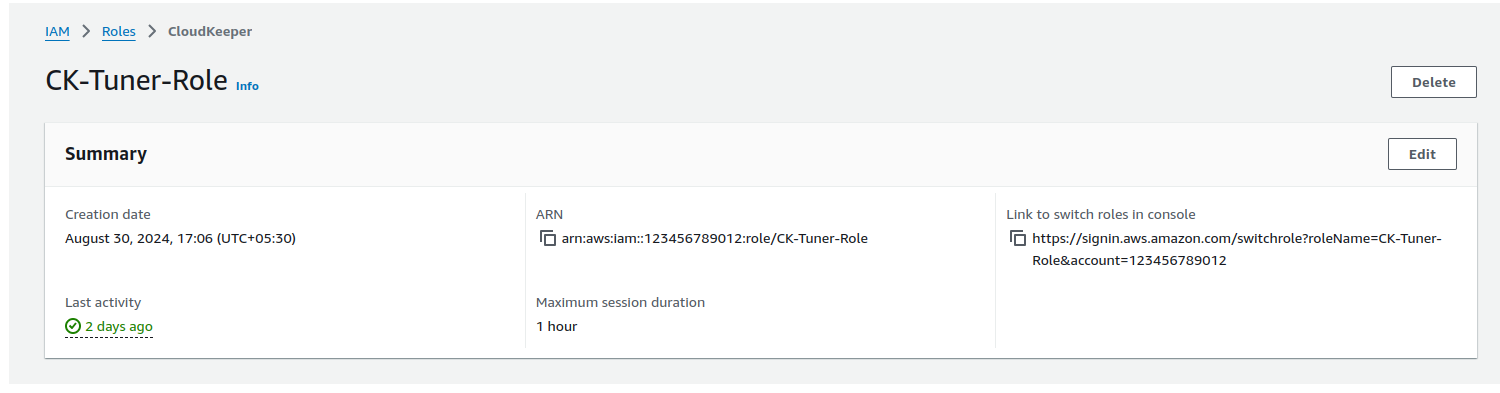 IAM > Roles > CloudKeeper
CK-Tuner-Role Info
Delete
Summary
Edit
Creation date
August 30, 2024, 17:06 (UTC+05:30)
ARN
arn:aws:iam::123456789012:role/CK-Tuner-Role
Link to switch roles in console
https://signin.aws.amazon.com/switchrole?roleName=CK-Tuner-
Role&account=123456789012
Last activity
2 days ago
Maximum session duration
1 hour